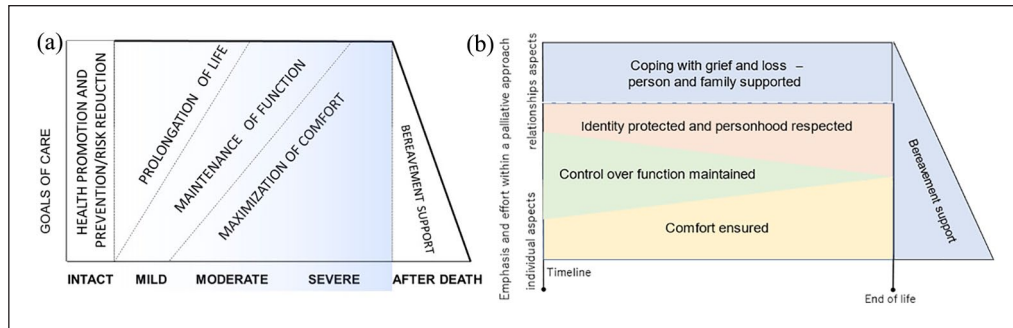 (a)
GOALS OF CARE
HEALTH PROMOTION AND
PREVENTION/RISK REDUCTION
PROLONGATION OF LIFE
MAINTENANCE OF FUNCTION
MAXIMIZATION OF COMFORT
BEREAVEMENT SUPPORT
INTACT MILD MODERATE SEVERE AFTER DEATH
(b)
Emphasis and effort within a palliative approach
individual aspects relationships aspects
Coping with grief and loss –
person and family supported
Identity protected and personhood respected
Control over function maintained
Comfort ensured
Bereavement support
Timeline
End of life